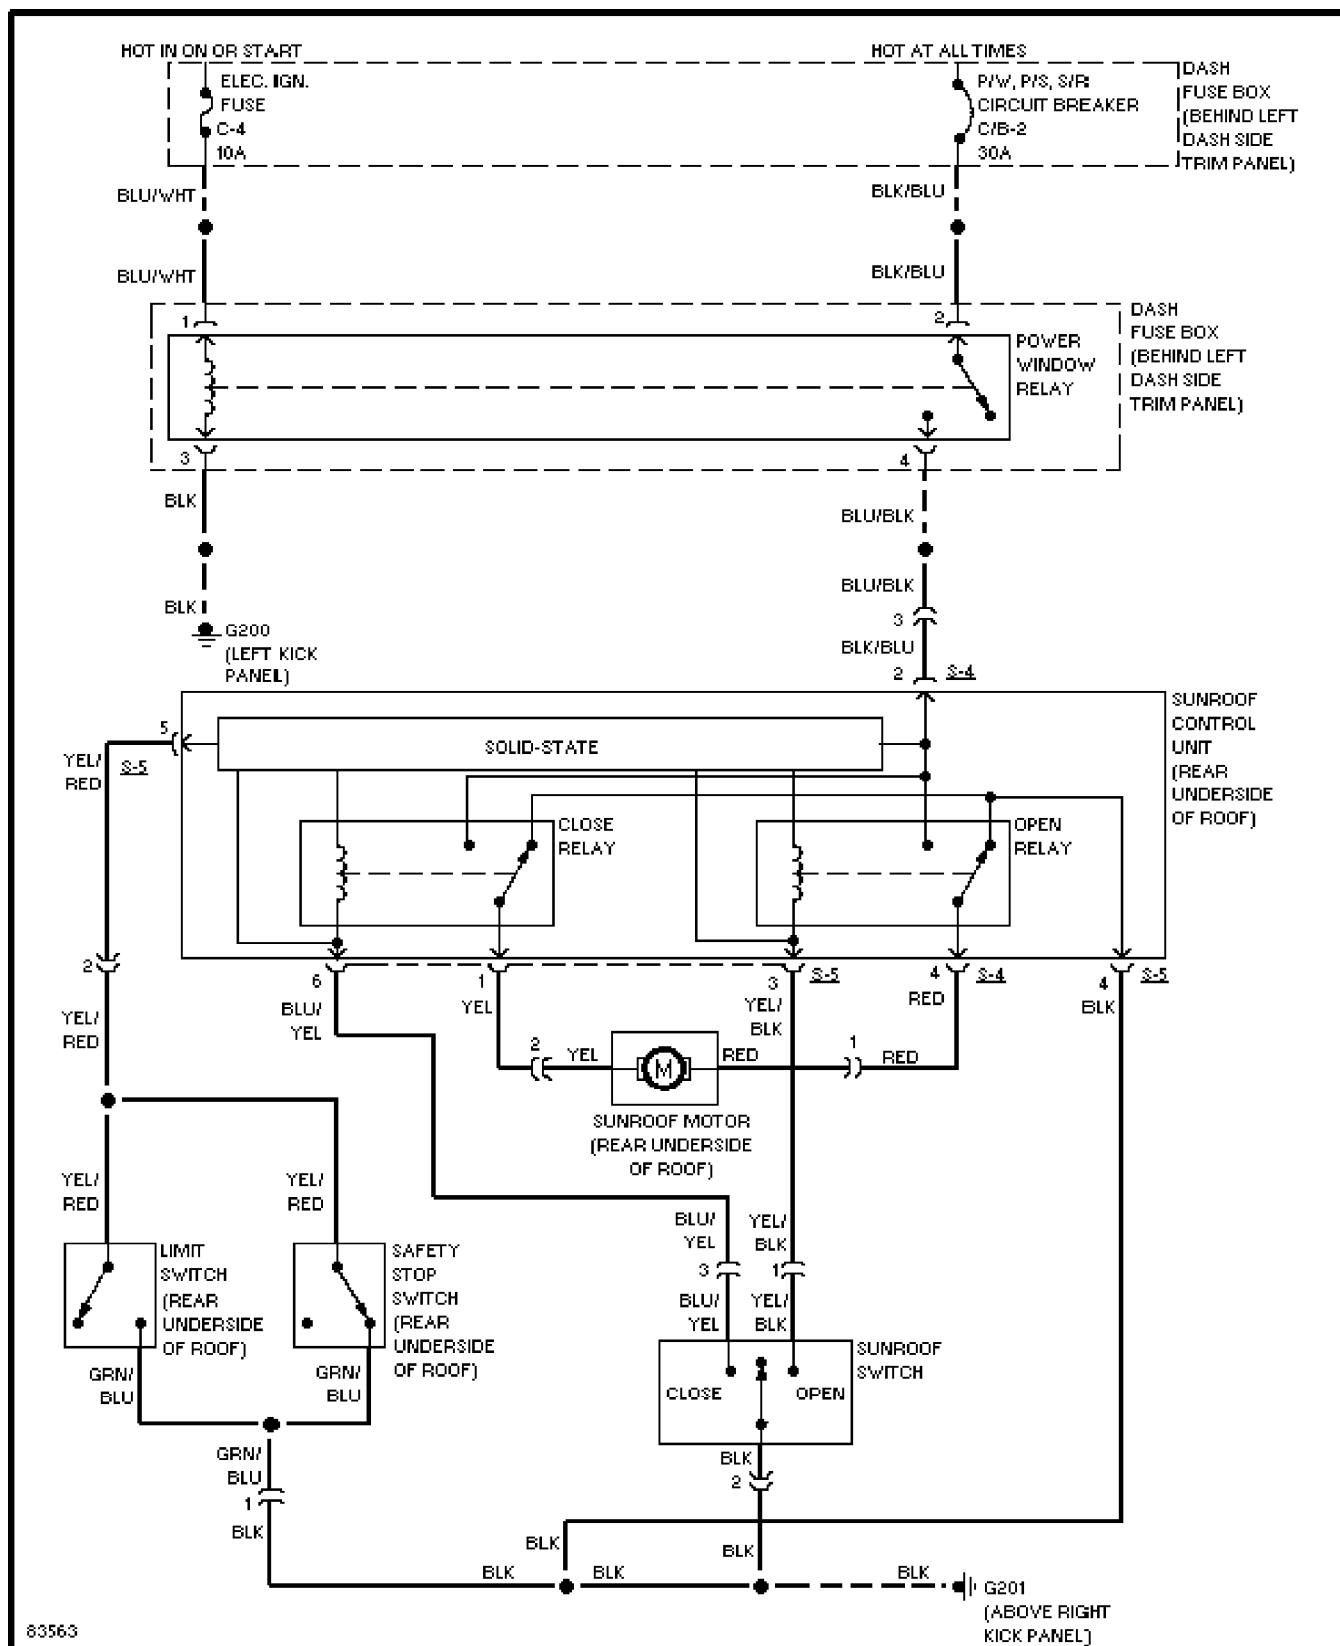 HOT IN ON OR START
HOT AT ALL TIMES
ELEC. IGN.
FUSE
C-4
10A
P/W, P/S, S/R
CIRCUIT BREAKER
C/B-2
30A
DASH
FUSE BOX
(BEHIND LEFT
DASH SIDE
TRIM PANEL)
BLU/WHT
BLK/BLU
BLU/WHT
BLK/BLU
1
2
DASH
FUSE BOX
(BEHIND LEFT
DASH SIDE
TRIM PANEL)
POWER
WINDOW
RELAY
3
4
BLK
BLU/BLK
BLK
BLU/BLK
G200
(LEFT KICK
PANEL)
3
BLK/BLU
2
S-4
SUNROOF
CONTROL
UNIT
(REAR
UNDERSIDE
OF ROOF)
5
YEL/
RED
S-5
SOLID-STATE
CLOSE
RELAY
OPEN
RELAY
2
6
1
3
S-5
4
S-4
4
S-5
YEL/
RED
BLU/
YEL
YEL
YEL/
BLK
RED
BLK
2
YEL
M
RED
1
RED
SUNROOF MOTOR
(REAR UNDERSIDE
OF ROOF)
YEL/
RED
YEL/
RED
BLU/
YEL
YEL/
BLK
3
1
LIMIT
SWITCH
(REAR
UNDERSIDE
OF ROOF)
SAFETY
STOP
SWITCH
(REAR
UNDERSIDE
OF ROOF)
BLU/
YEL
YEL/
BLK
SUNROOF
SWITCH
CLOSE
OPEN
GRN/
BLU
GRN/
BLU
GRN/
BLU
1
BLK
BLK
2
BLK
BLK
BLK
BLK
BLK
G201
(ABOVE RIGHT
KICK PANEL)
83563